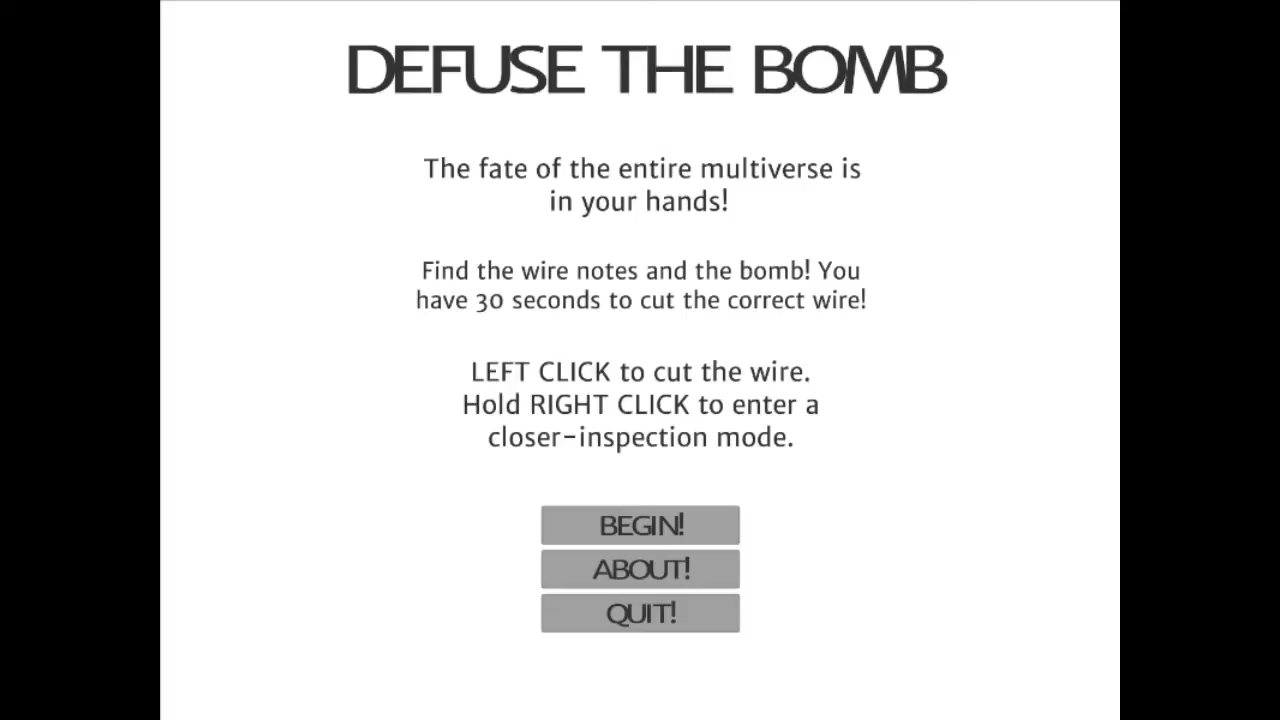 DEFUSE THE BOMB
The fate of the entire multiverse is
in your hands!
Find the wire notes and the bomb! You
have 30 seconds to cut the correct wire!
LEFT CLICK to cut the wire.
Hold RIGHT CLICK to enter a
closer-inspection mode.
BEGIN!
ABOUT!
QUIT!